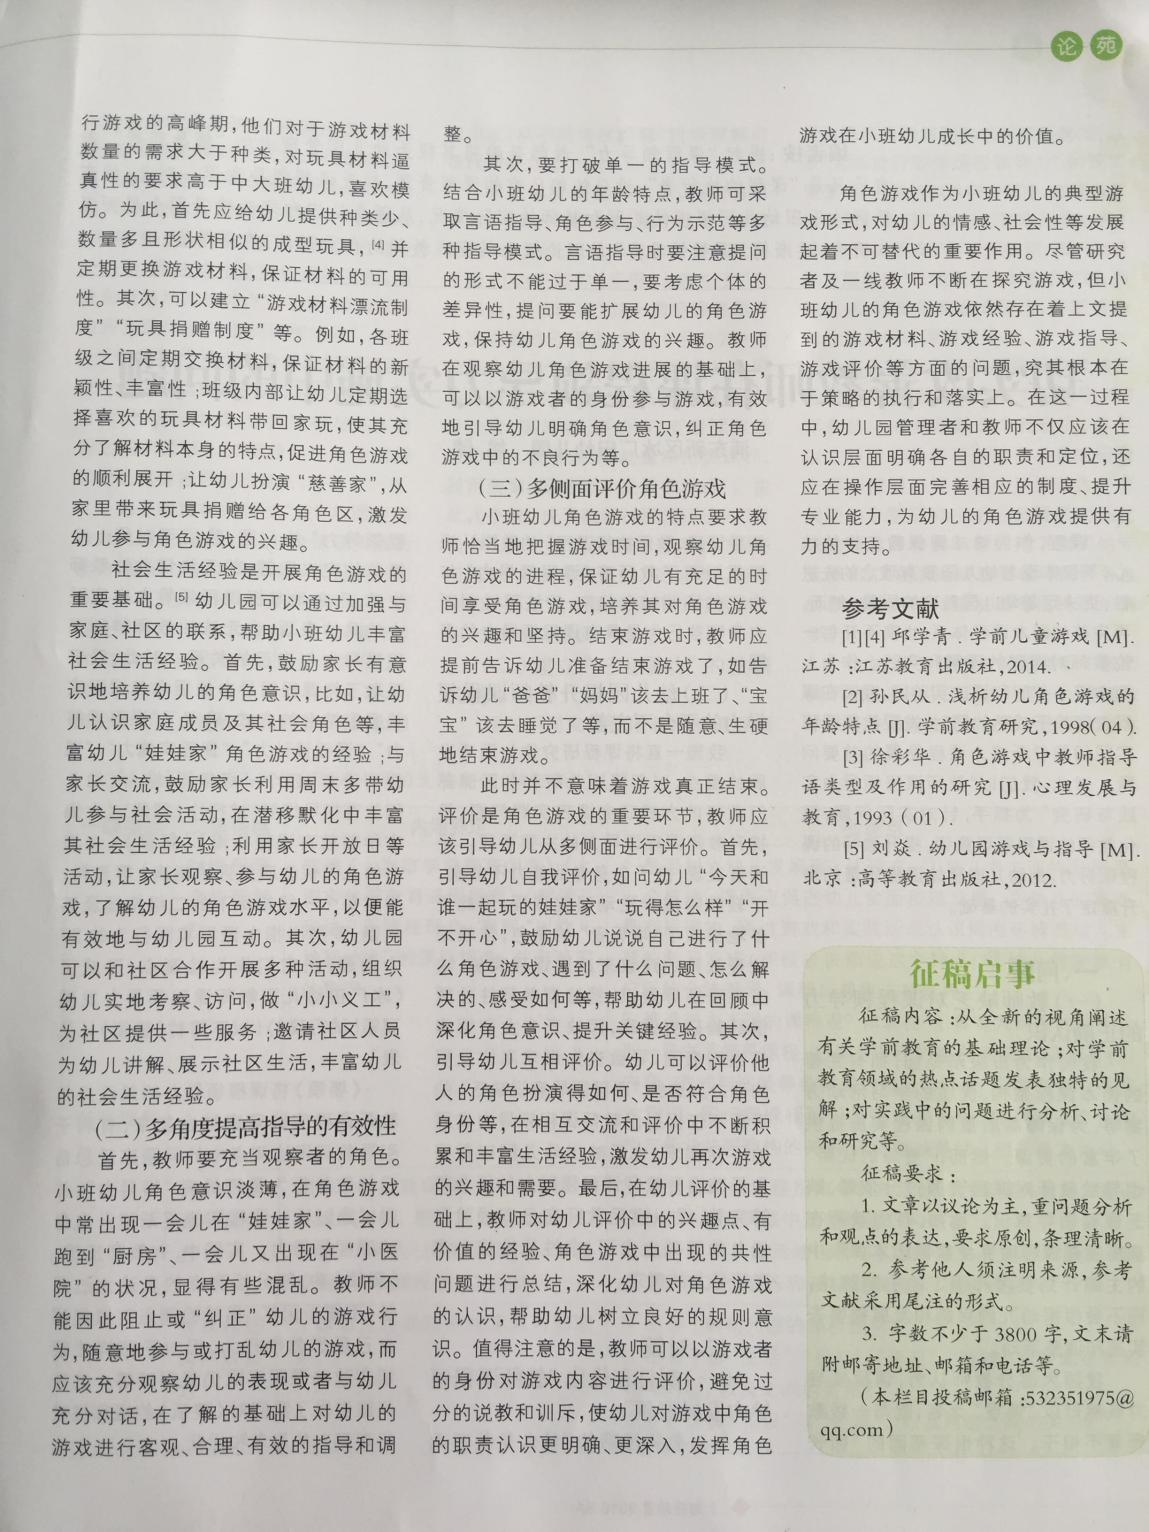 论苑
行游戏的高峰期,他们对于游戏材料
数量的需求大于种类,对玩具材料逼
真性的要求高于中大班幼儿,喜欢模
仿。为此,首先应给幼儿提供种类少、
数量多且形状相似的成型玩具,[4]并
定期更换游戏材料,保证材料的可用
性。其次,可以建立“游戏材料漂流制
度”“玩具捐赠制度”等。例如,各班
级之间定期交换材料,保证材料的新
颖性、丰富性;班级内部让幼儿定期选
择喜欢的玩具材料带回家玩,使其充
分了解材料本身的特点,促进角色游戏
的顺利展开;让幼儿扮演“慈善家”,从
家里带来玩具捐赠给各角色区,激发
幼儿参与角色游戏的兴趣。
社会生活经验是开展角色游戏的
重要基础。[5]幼儿园可以通过加强与
家庭、社区的联系,帮助小班幼儿丰富
社会生活经验。首先,鼓励家长有意
识地培养幼儿的角色意识,比如,让幼
儿认识家庭成员及其社会角色等,丰
富幼儿“娃娃家”角色游戏的经验;与
家长交流,鼓励家长利用周末多带幼
儿参与社会活动,在潜移默化中丰富
其社会生活经验;利用家长开放日等
活动,让家长观察、参与幼儿的角色游
戏,了解幼儿的角色游戏水平,以便能
有效地与幼儿园互动。其次,幼儿园
可以和社区合作开展多种活动,组织
幼儿实地考察、访问,做“小小义工”,
为社区提供一些服务;邀请社区人员
为幼儿讲解、展示社区生活,丰富幼儿
的社会生活经验。
(二)多角度提高指导的有效性
首先,教师要充当观察者的角色。
小班幼儿角色意识淡薄,在角色游戏
中常出现一会儿在“娃娃家”、一会儿
跑到“厨房”、一会儿又出现在“小医
院”的状况,显得有些混乱。教师不
能因此阻止或“纠正”幼儿的游戏行
为,随意地参与或打乱幼儿的游戏,而
应该充分观察幼儿的表现或者与幼儿
充分对话,在了解的基础上对幼儿的
游戏进行客观、合理、有效的指导和调
整。
其次,要打破单一的指导模式。
结合小班幼儿的年龄特点,教师可采
取言语指导、角色参与、行为示范等多
种指导模式。言语指导时要注意提问
的形式不能过于单一,要考虑个体的
差异性,提问要能扩展幼儿的角色游
戏,保持幼儿角色游戏的兴趣。教师
在观察幼儿角色游戏进展的基础上,
可以以游戏者的身份参与游戏,有效
地引导幼儿明确角色意识,纠正角色
游戏中的不良行为等。
(三)多侧面评价角色游戏
小班幼儿角色游戏的特点要求教
师恰当地把握游戏时间,观察幼儿角
色游戏的进程,保证幼儿有充足的时
间享受角色游戏,培养其对角色游戏
的兴趣和坚持。结束游戏时,教师应
提前告诉幼儿准备结束游戏了,如告
诉幼儿“爸爸”“妈妈”该去上班了、“宝
宝”该去睡觉了等,而不是随意、生硬
地结束游戏。
此时并不意味着游戏真正结束。
评价是角色游戏的重要环节,教师应
该引导幼儿从多侧面进行评价。首先,
引导幼儿自我评价,如问幼儿“今天和
谁一起玩的娃娃家”“玩得怎么样”“开
不开心”,鼓励幼儿说说自己进行了什
么角色游戏、遇到了什么问题、怎么解
决的、感受如何等,帮助幼儿在回顾中
深化角色意识、提升关键经验。其次,
引导幼儿互相评价。幼儿可以评价他
人的角色扮演得如何、是否符合角色
身份等,在相互交流和评价中不断积
累和丰富生活经验,激发幼儿再次游戏
的兴趣和需要。最后,在幼儿评价的基
础上,教师对幼儿评价中的兴趣点、有
价值的经验、角色游戏中出现的共性
问题进行总结,深化幼儿对角色游戏
的认识,帮助幼儿树立良好的规则意
识。值得注意的是,教师可以以游戏者
的身份对游戏内容进行评价,避免过
分的说教和训斥,使幼儿对游戏中角色
的职责认识更明确、更深入,发挥角色
游戏在小班幼儿成长中的价值。
角色游戏作为小班幼儿的典型游
戏形式,对幼儿的情感、社会性等发展
起着不可替代的重要作用。尽管研究
者及一线教师不断在探究游戏,但小
班幼儿的角色游戏依然存在着上文提
到的游戏材料、游戏经验、游戏指导、
游戏评价等方面的问题,究其根本在
于策略的执行和落实上。在这一过程
中,幼儿园管理者和教师不仅应该在
认识层面明确各自的职责和定位,还
应在操作层面完善相应的制度、提升
专业能力,为幼儿的角色游戏提供有
力的支持。
参考文献
[1][4] 邱学青.学前儿童游戏[M].
江苏:江苏教育出版社,2014.
[2] 孙民从.浅析幼儿角色游戏的
年龄特点[J].学前教育研究,1998(04).
[3] 徐彩华.角色游戏中教师指导
语类型及作用的研究[J].心理发展与
教育,1993(01).
[5] 刘焱.幼儿园游戏与指导[M].
北京:高等教育出版社,2012.
征稿启事
征稿内容:从全新的视角阐述
有关学前教育的基础理论;对学前
教育领域的热点话题发表独特的见
解;对实践中的问题进行分析、讨论
和研究等。
征稿要求:
1. 文章以议论为主,重问题分析
和观点的表达,要求原创,条理清晰。
2. 参考他人须注明来源,参考
文献采用尾注的形式。
3. 字数不少于3800字,文末请
附邮寄地址、邮箱和电话等。
(本栏目投稿邮箱:532351975@
qq.com)